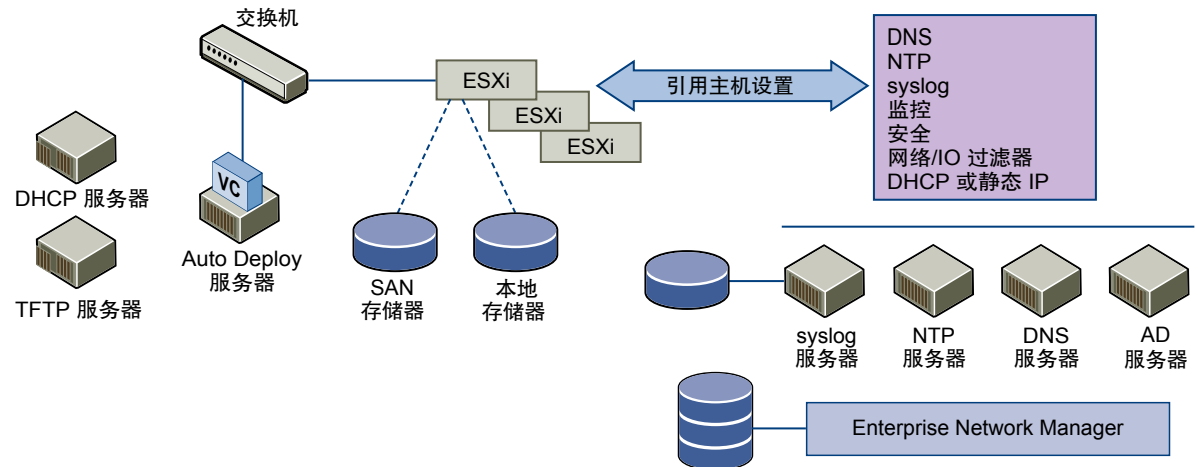 交换机
ESXi
ESXi
ESXi
引用主机设置
DNS
NTP
syslog
监控
安全
网络/IO 过滤器
DHCP 或静态 IP
DHCP 服务器
TFTP 服务器
VC
Auto Deploy
服务器
SAN
存储器
本地
存储器
syslog
服务器
NTP
服务器
DNS
服务器
AD
服务器
Enterprise Network Manager